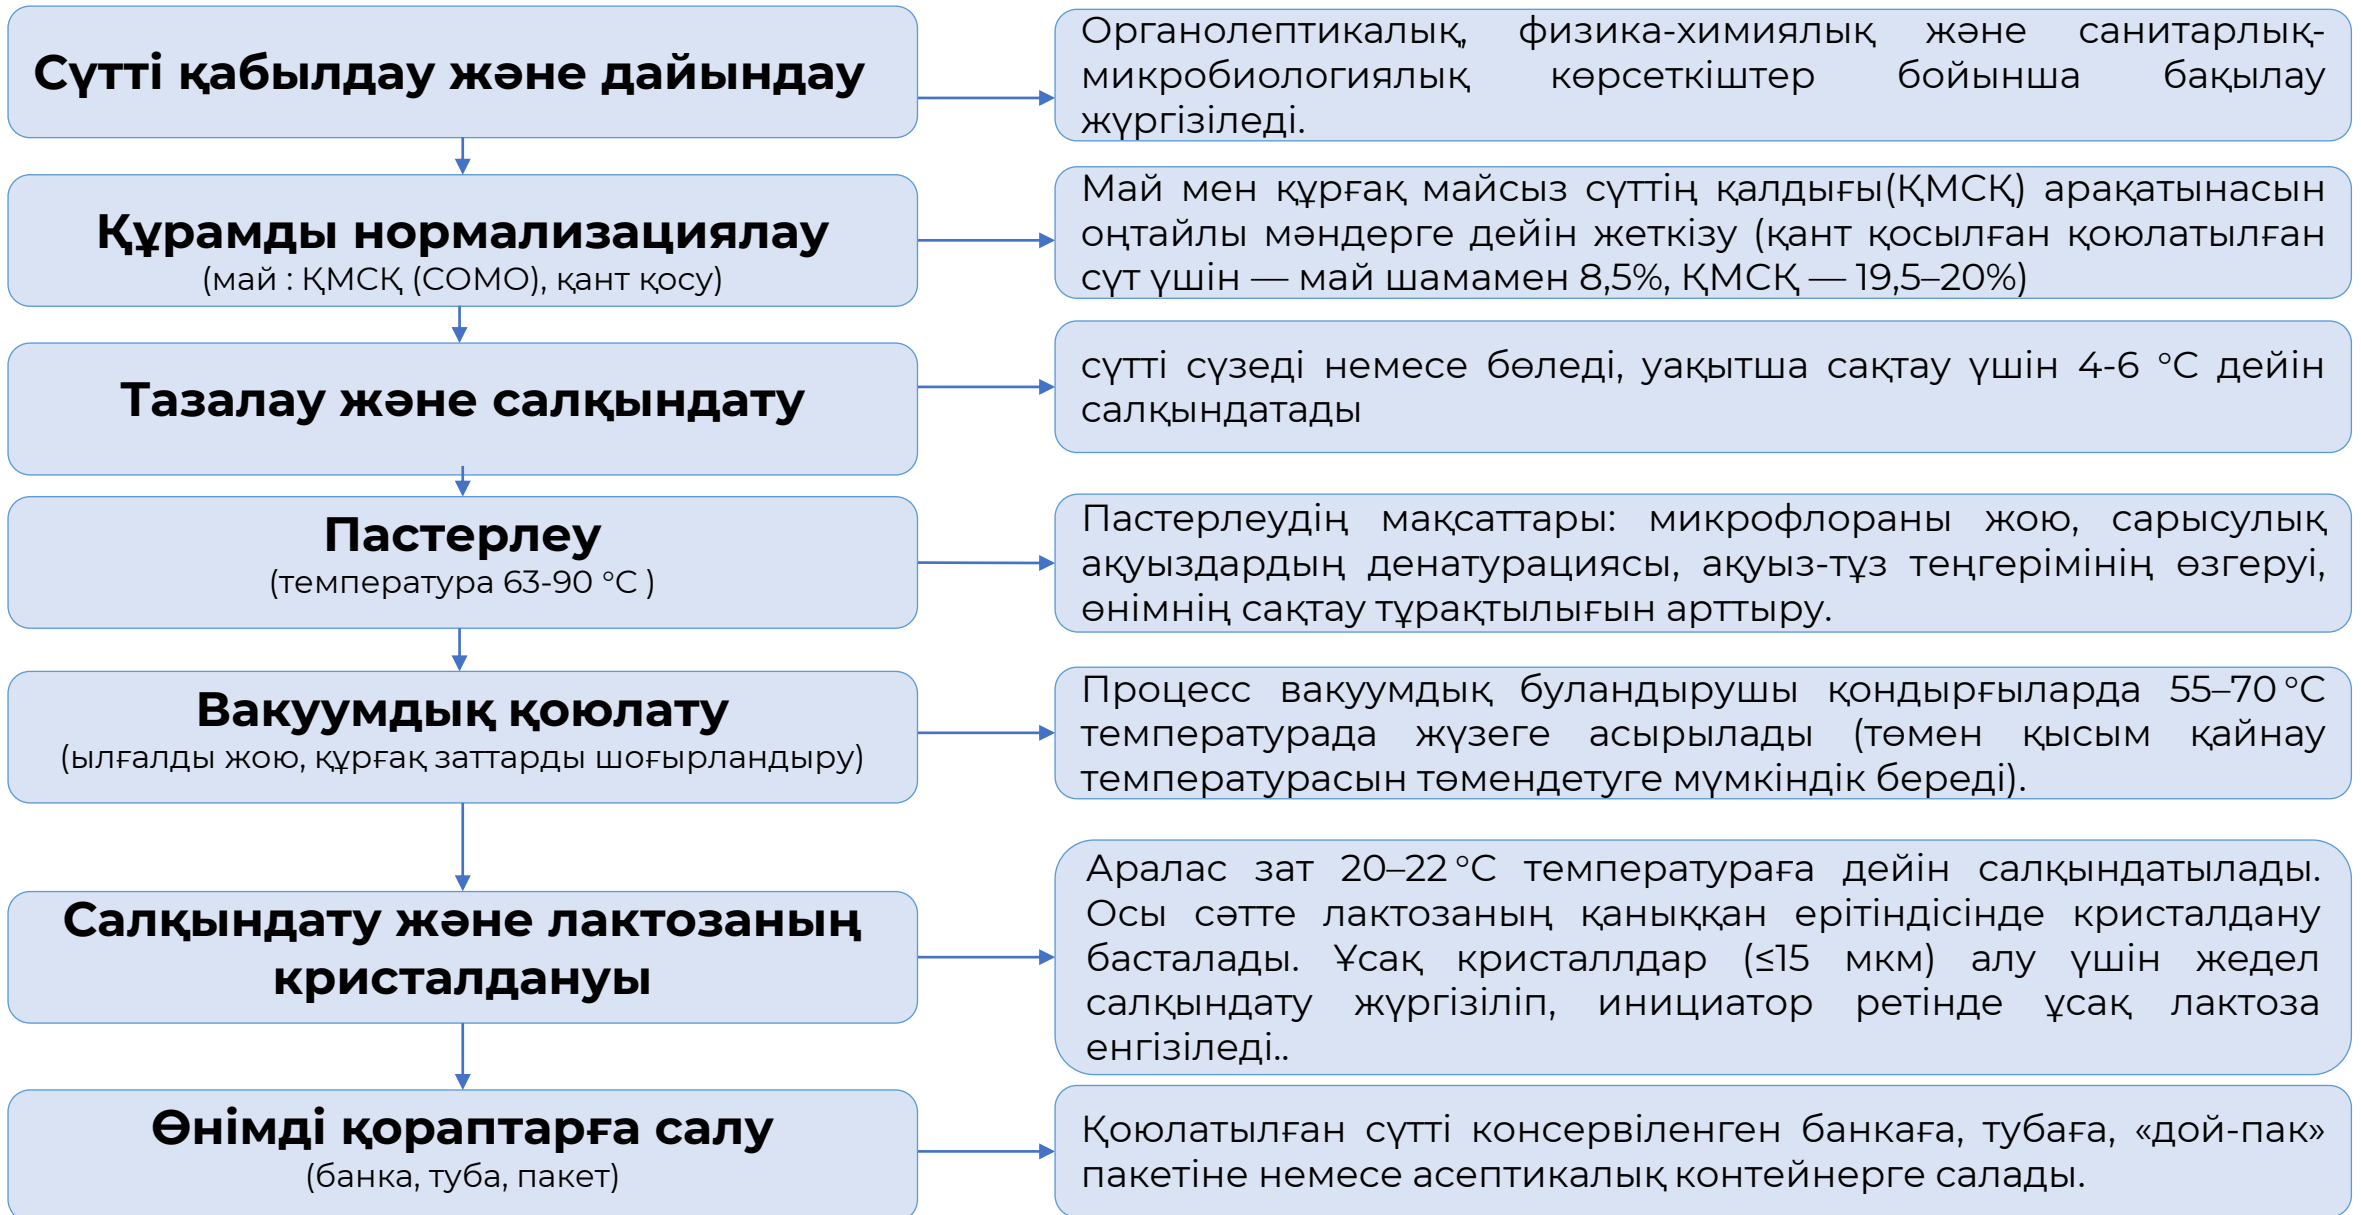 Сүтті қабылдау және дайындау
Органолептикалық, физика-химиялық және санитарлық-
микробиологиялық көрсеткіштер бойынша бақылау
жүргізіледі.
Құрамды нормализациялау
(май : ҚМСҚ (СОМО), қант қосу)
Май мен құрғақ майсыз сүттің қалдығы(ҚМСҚ) арақатынасын
оңтайлы мәндерге дейін жеткізу (қант қосылған қоюлатылған
сүт үшін — май шамамен 8,5%, ҚМСҚ — 19,5–20%)
Тазалау және салқындату
сүтті сүзеді немесе бөледі, уақытша сақтау үшін 4-6 °C дейін
салқындатады
Пастерлеу
(температура 63-90 °C )
Пастерлеудің мақсаттары: микрофлораны жою, сарысулық
ақуыздардың денатурациясы, ақуыз-тұз теңгерімінің өзгеруі,
өнімнің сақтау тұрақтылығын арттыру.
Вакуумдық қоюлату
(ылғалды жою, құрғақ заттарды шоғырландыру)
Процесс вакуумдық буландырушы қондырғыларда 55–70 °C
температурада жүзеге асырылады (төмен қысым қайнау
температурасын төмендетуге мүмкіндік береді).
Салқындату және лактозаның
кристалдануы
Аралас зат 20–22 °C температураға дейін салқындатылады.
Осы сәтте лактозаның қаныққан ерітіндісінде кристалдану
басталады. Ұсақ кристаллдар (≤15 мкм) алу үшін жедел
салқындату жүргізіліп, инициатор ретінде ұсақ лактоза
енгізіледі..
Өнімді қораптарға салу
(банка, туба, пакет)
Қоюлатылған сүтті консервіленген банкаға, тубаға, «дой-пак»
пакетіне немесе асептикалық контейнерге салады.